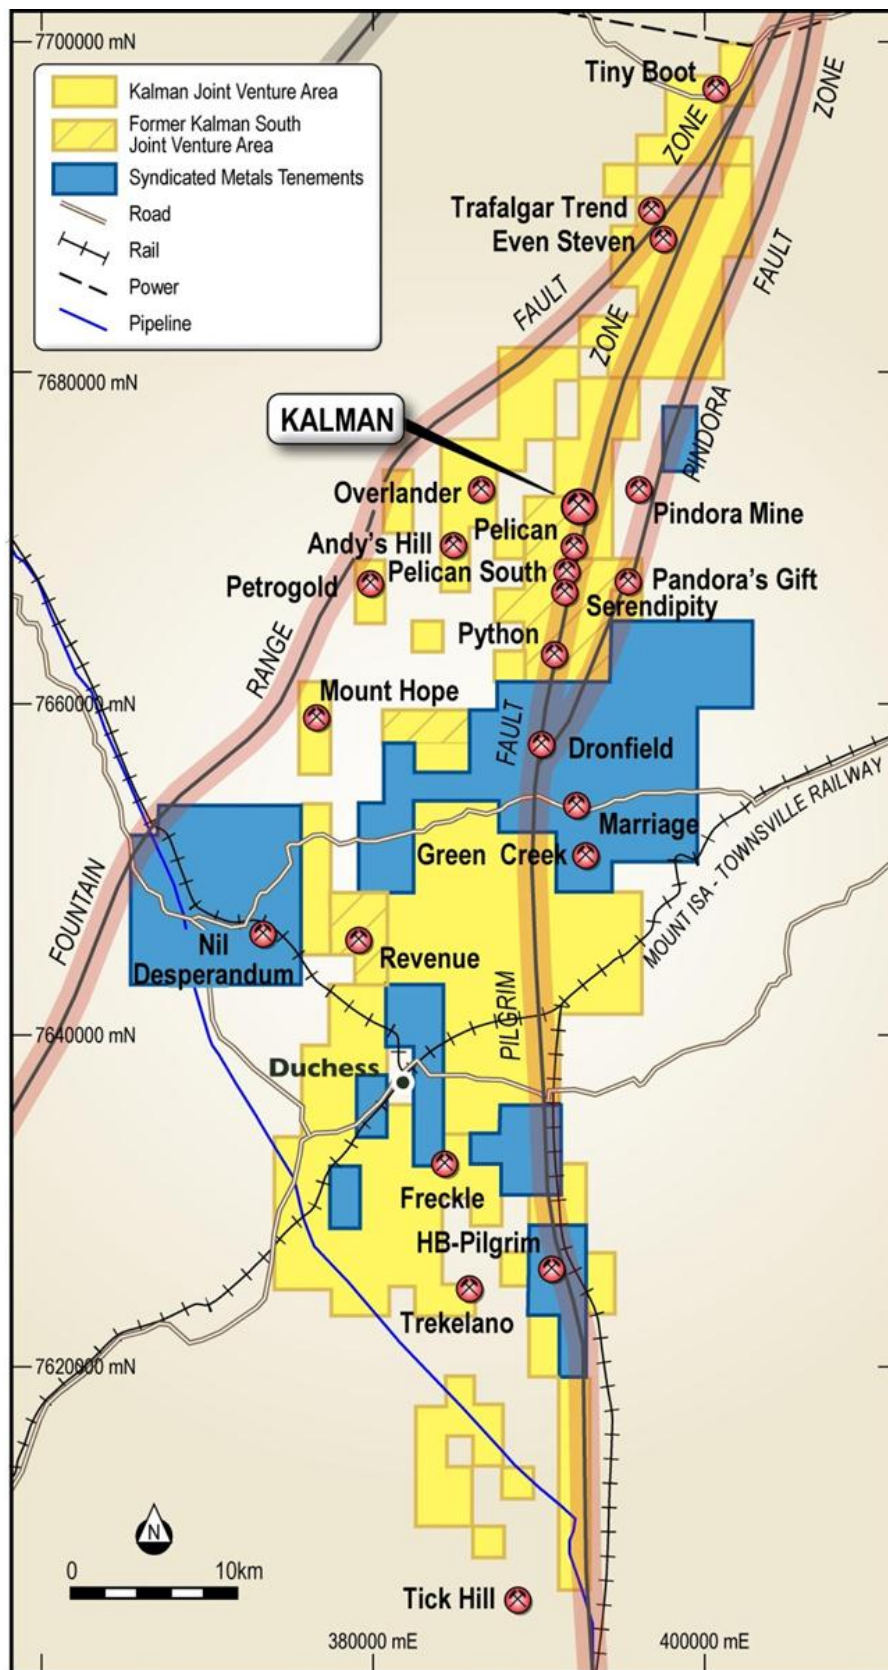 7700000 mN
Kalman Joint Venture Area
Former Kalman South
Joint Venture Area
Syndicated Metals Tenements
Road
Rail
Power
Pipeline
Tiny Boot
ZONE
ZONE
Trafalgar Trend
Even Steven
FAULT
FAULT
ZONE
7680000 mN
KALMAN
PINDORA
Overlander
Pindora Mine
Pelican
Andy's Hill
Pelican South
Petrogold
Pandora's Gift
Serendipity
Python
RANGE
Mount Hope
7660000 mN
FAULT
Dronfield
Marriage
Green Creek
MOUNT ISA - TOWNSVILLE RAILWAY
FOUNTAIN
Nil
Desperandum
Revenue
PILGRIM
7640000 mN
Duchess
Freckle
HB-Pilgrim
Trekelano
7620000 mN
N
0 10km
Tick Hill
380000 mE 400000 mE